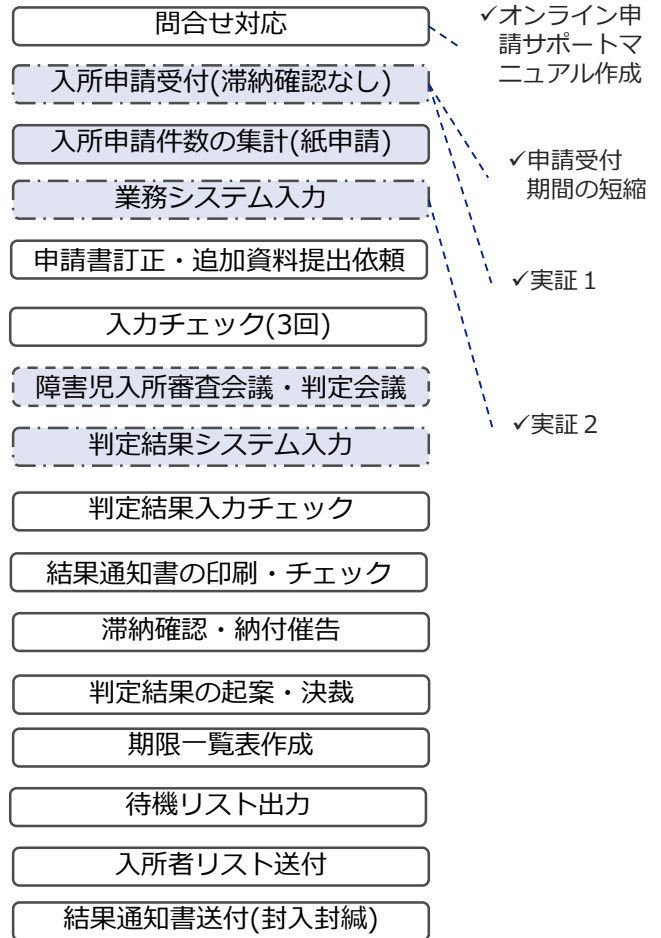 問合せ対応
入所申請受付(滞納確認なし)
入所申請件数の集計(紙申請)
業務システム入力
申請書訂正・追加資料提出依頼
入力チェック(3回)
障害児入所審査会議・判定会議
判定結果システム入力
判定結果入力チェック
結果通知書の印刷・チェック
滞納確認・納付催告
判定結果の起案・決裁
期限一覧表作成
待機リスト出力
入所者リスト送付
結果通知書送付(封入封緘)
✓オンライン申
請サポートマ
ニュアル作成
✓申請受付
期間の短縮
✓実証１
✓実証２